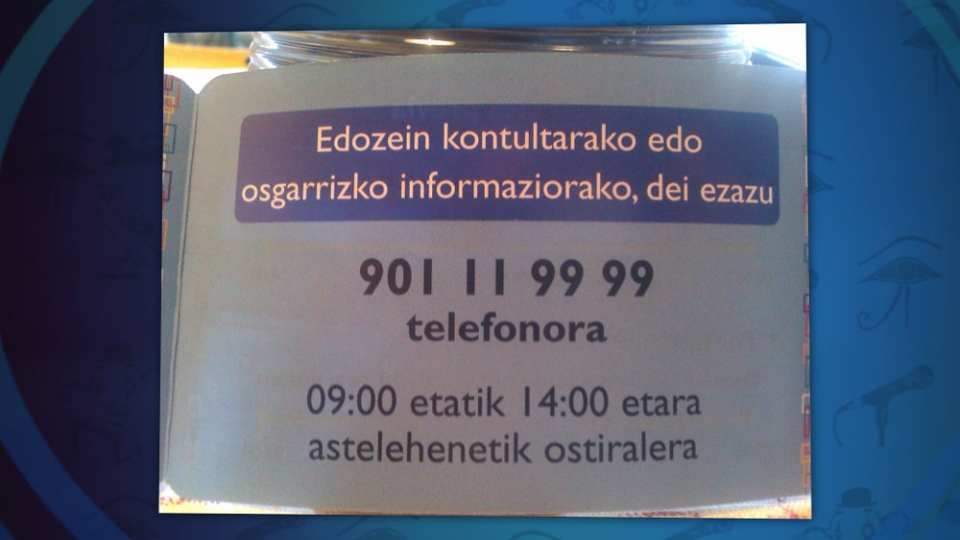 Edozein kontultarako edo
osgarrizko informaziorako, dei ezazu
901 11 99 99
telefonora
09:00 etatik 14:00 etara
astelehenetik ostiralera